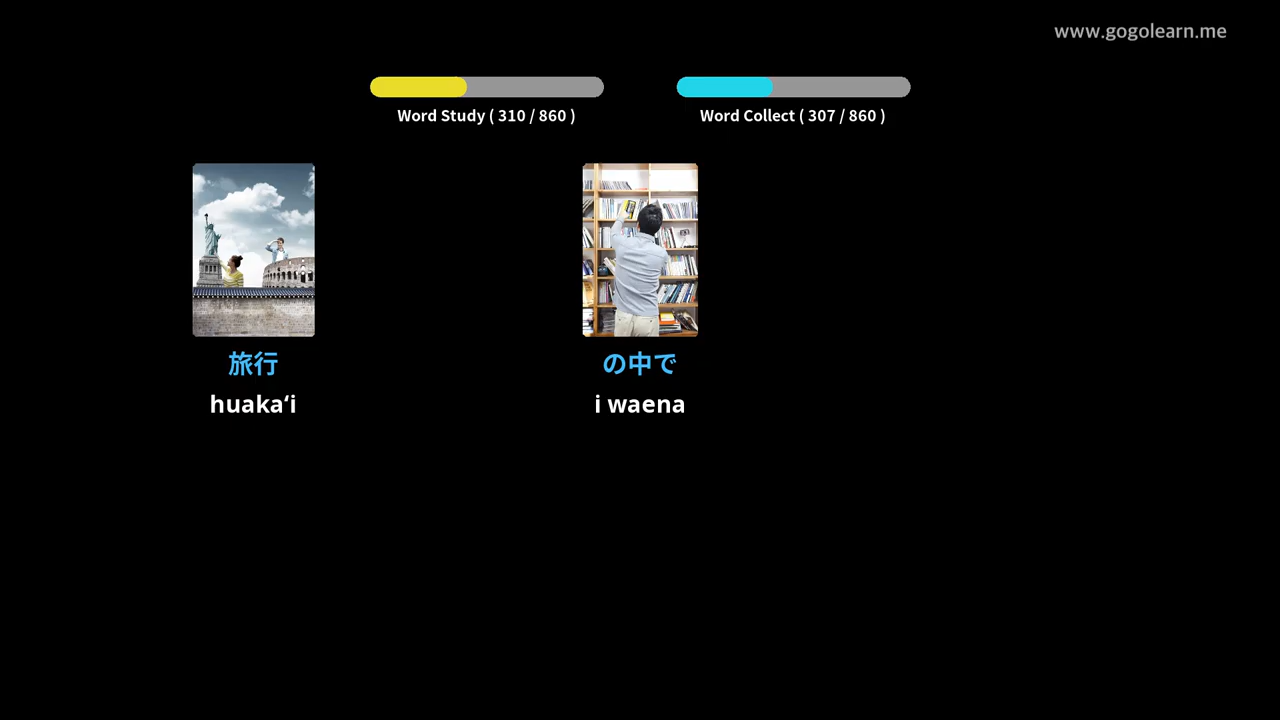 www.gogolearn.me
Word Study ( 310 / 860 )
Word Collect ( 307 / 860 )
旅行
huakaʻi
の中で
i waena